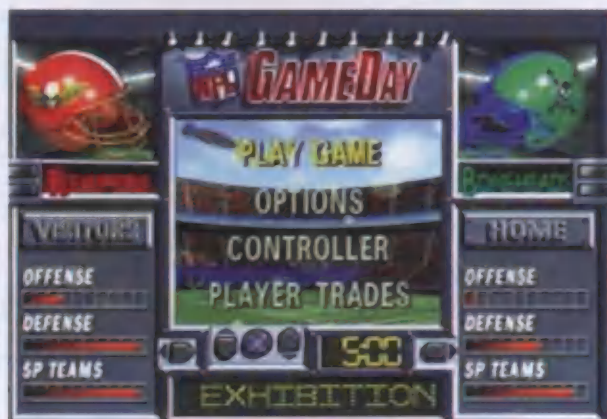 NFL
GAMEDAY
PLAY GAME
OPTIONS
CONTROLLER
PLAYER TRADES
BONEHEADS
VISITORS
OFFENSE
DEFENSE
SP TEAMS
HOME
OFFENSE
DEFENSE
SP TEAMS
5:00
EXHIBITION